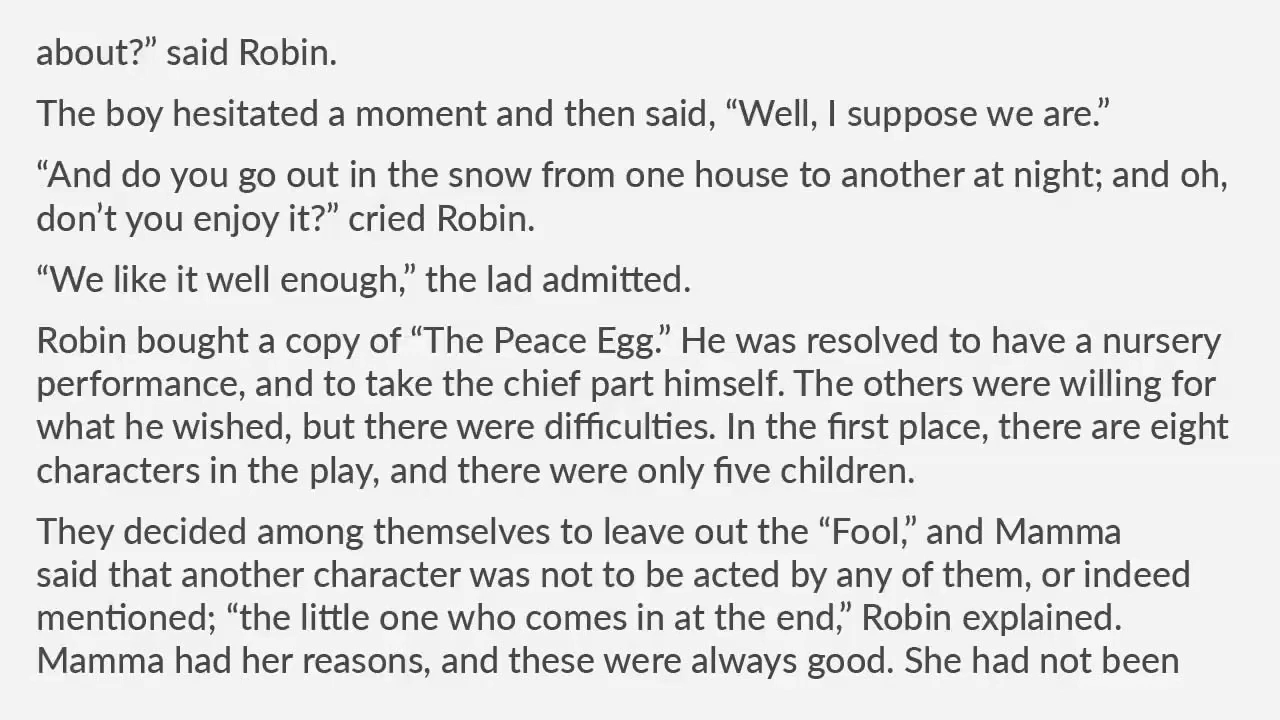 about?” said Robin.
The boy hesitated a moment and then said, “Well, I suppose we are.”
“And do you go out in the snow from one house to another at night; and oh,
don’t you enjoy it?” cried Robin.
“We like it well enough,” the lad admitted.
Robin bought a copy of “The Peace Egg.” He was resolved to have a nursery
performance, and to take the chief part himself. The others were willing for
what he wished, but there were difficulties. In the first place, there are eight
characters in the play, and there were only five children.
They decided among themselves to leave out the “Fool,” and Mamma
said that another character was not to be acted by any of them, or indeed
mentioned; “the little one who comes in at the end,” Robin explained.
Mamma had her reasons, and these were always good. She had not been